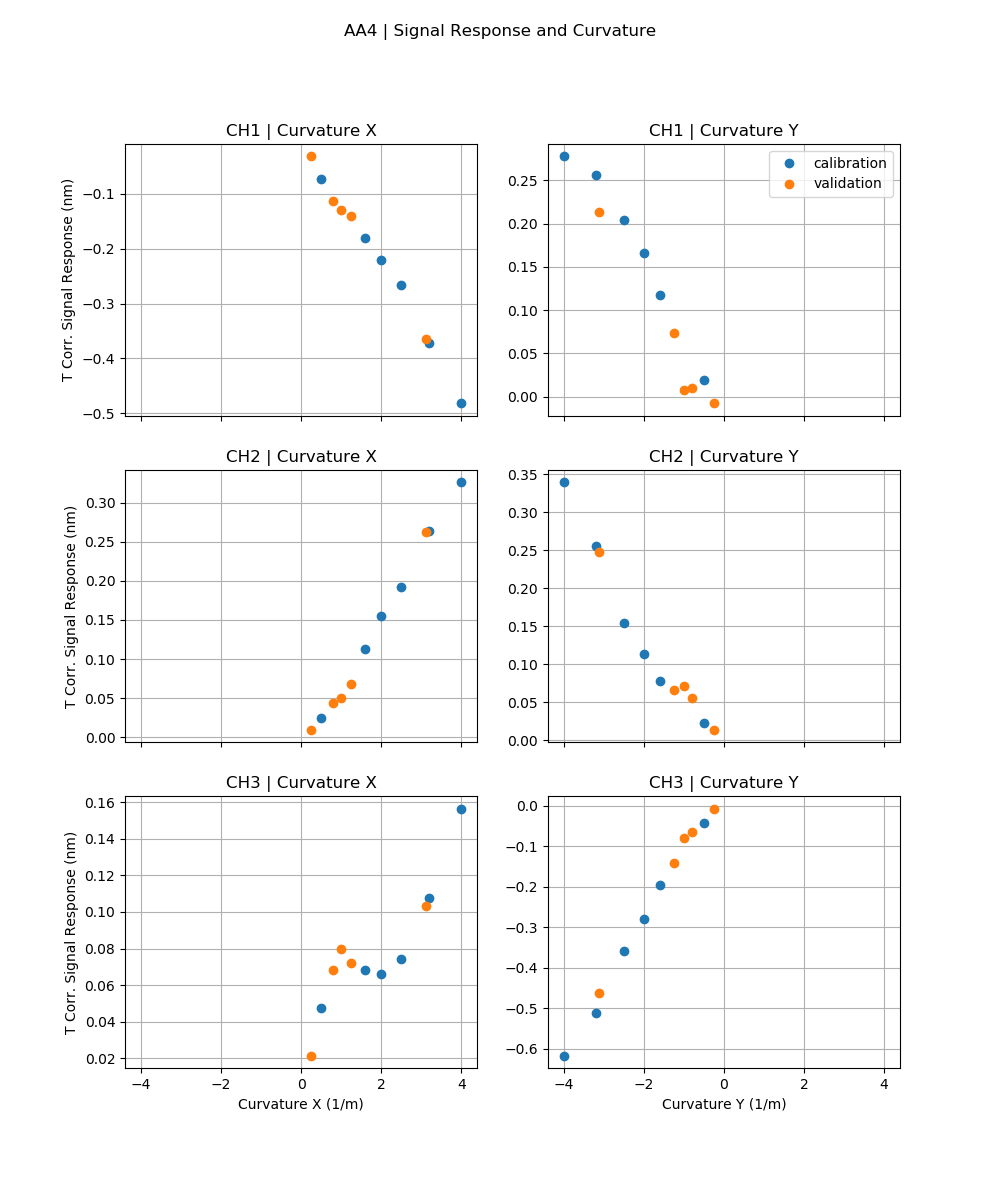 AA4 | Signal Response and Curvature
CH1 | Curvature X
CH1 | Curvature Y
T Corr. Signal Response (nm)
−0.1
−0.2
−0.3
−0.4
−0.5
0.25
0.20
0.15
0.10
0.05
0.00
calibration
validation
CH2 | Curvature X
CH2 | Curvature Y
T Corr. Signal Response (nm)
0.30
0.25
0.20
0.15
0.10
0.05
0.00
0.35
0.30
0.25
0.20
0.15
0.10
0.05
0.00
CH3 | Curvature X
CH3 | Curvature Y
T Corr. Signal Response (nm)
0.16
0.14
0.12
0.10
0.08
0.06
0.04
0.02
0.0
−0.1
−0.2
−0.3
−0.4
−0.5
−0.6
−4 −2 0 2 4
−4 −2 0 2 4
Curvature X (1/m)
Curvature Y (1/m)